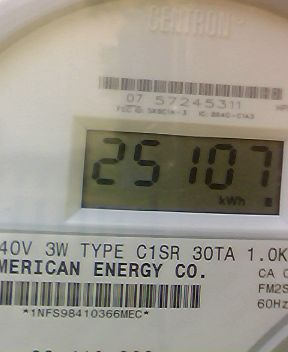 CENTRON
07 57245311
25107
kWh
40V 3W TYPE C1SR 30TA 1.0K
MERICAN ENERGY CO.
CA
FM2S
60Hz
*1NFS98410366MEC*